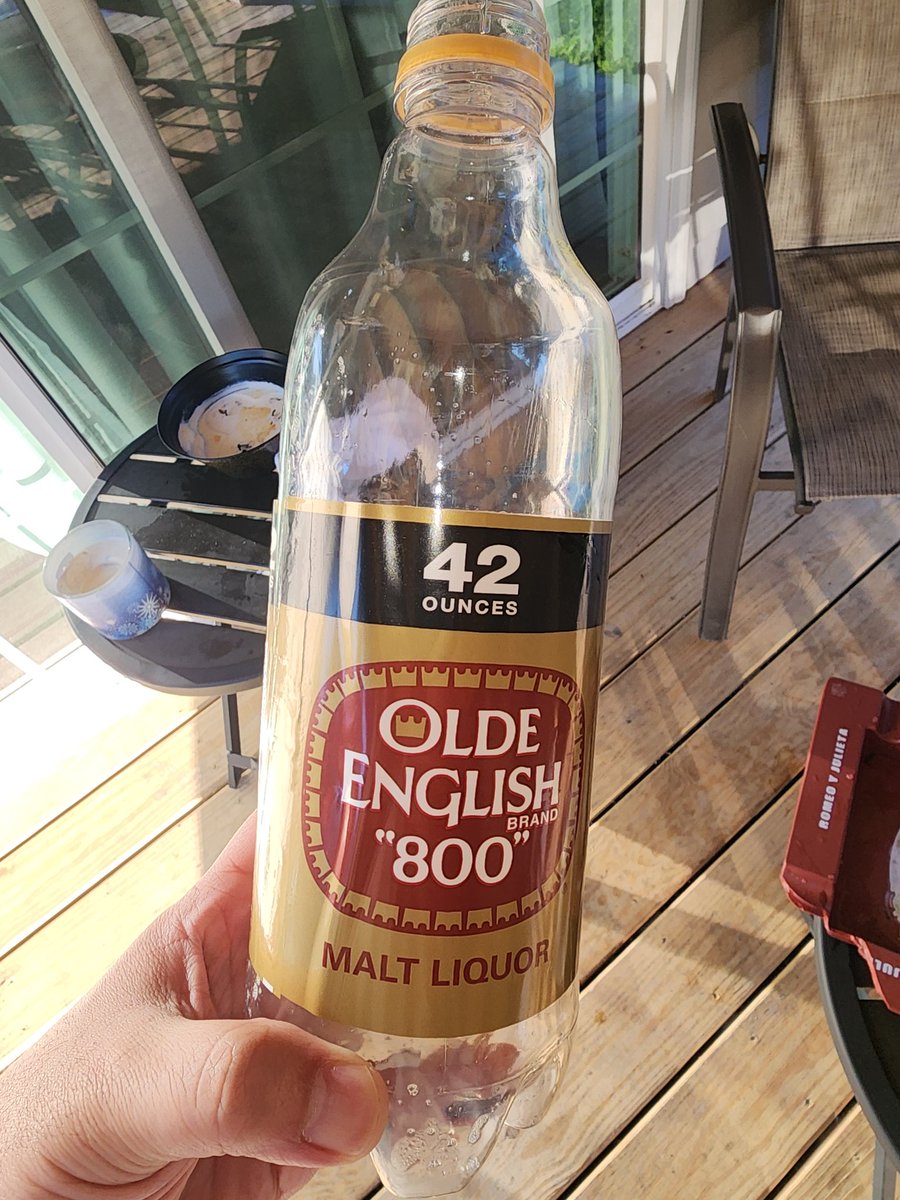 42
OUNCES
OLDE
ENGLISH
BRAND
"800"
MALT LIQUOR
ROMEO Y JULIETA